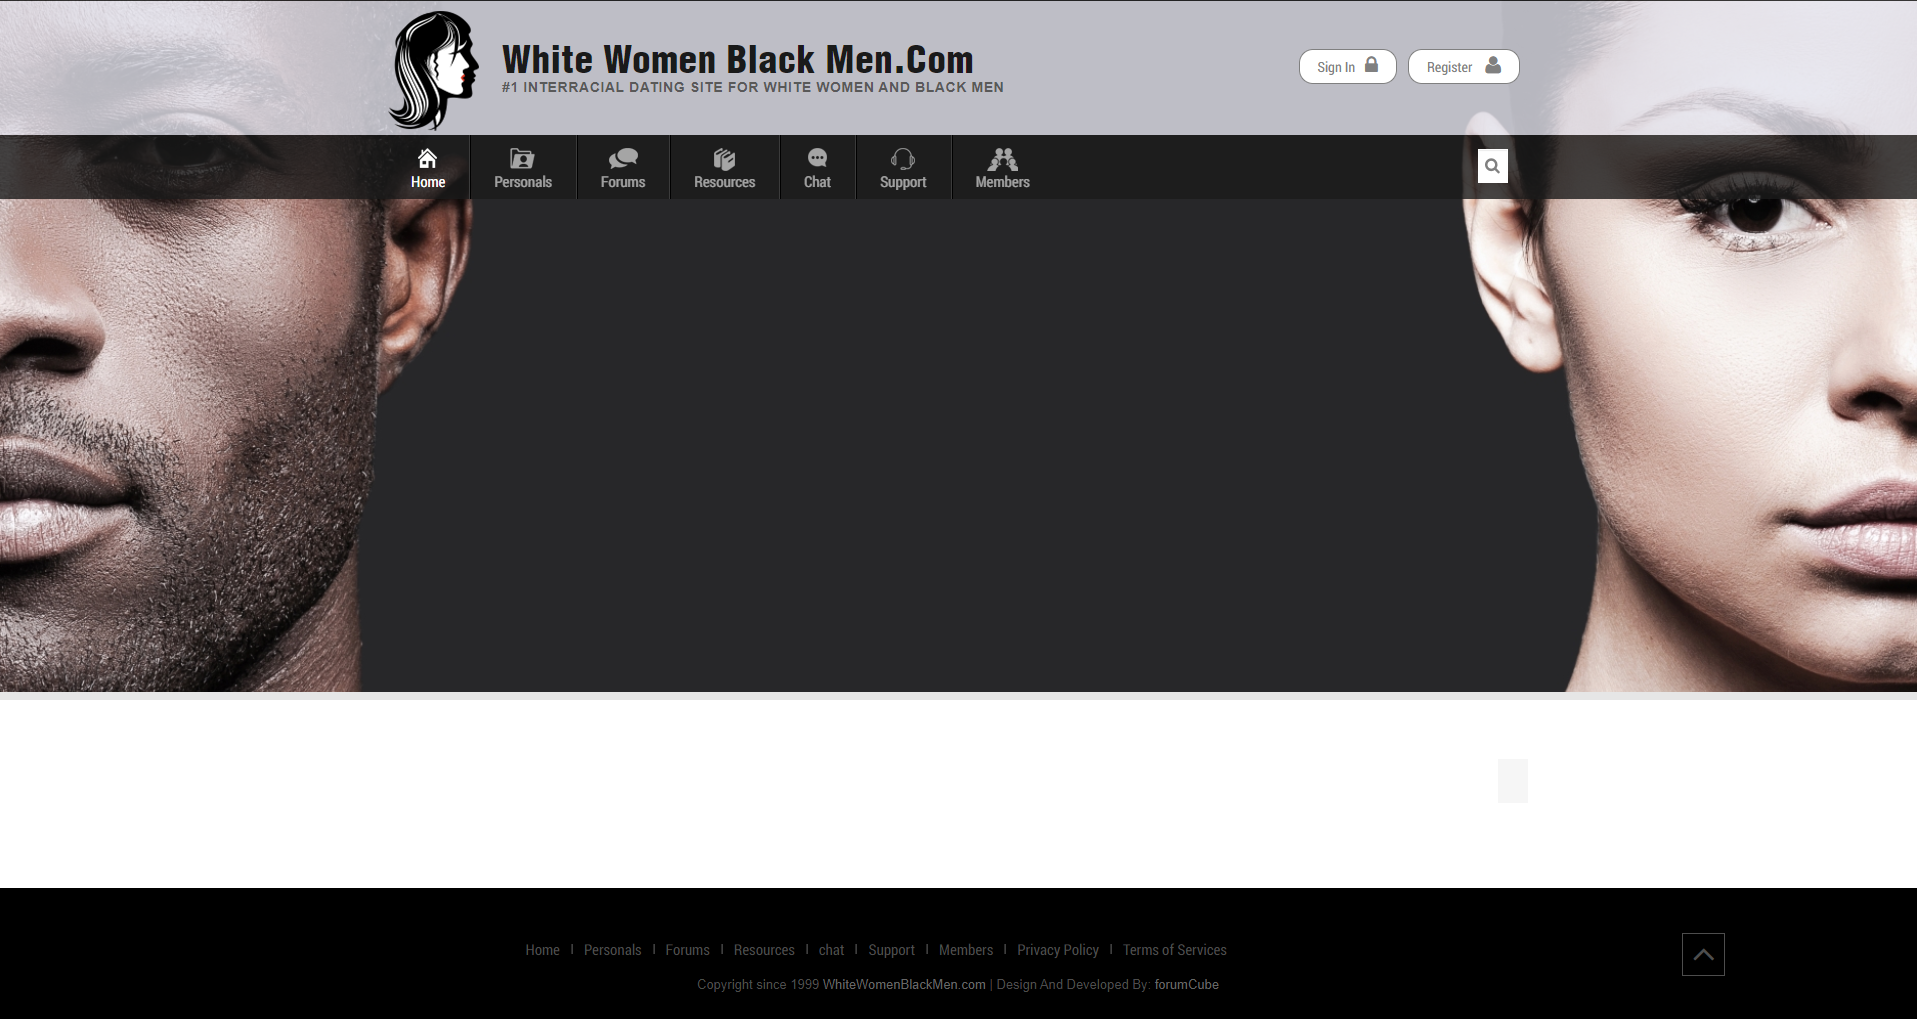 White Women Black Men.Com
#1 INTERRACIAL DATING SITE FOR WHITE WOMEN AND BLACK MEN
Sign In
Register
Home
Personals
Forums
Resources
Chat
Support
Members
Home | Personals | Forums | Resources | chat | Support | Members | Privacy Policy | Terms of Services
Copyright since 1999 WhiteWomenBlackMen.com | Design And Developed By: forumCube